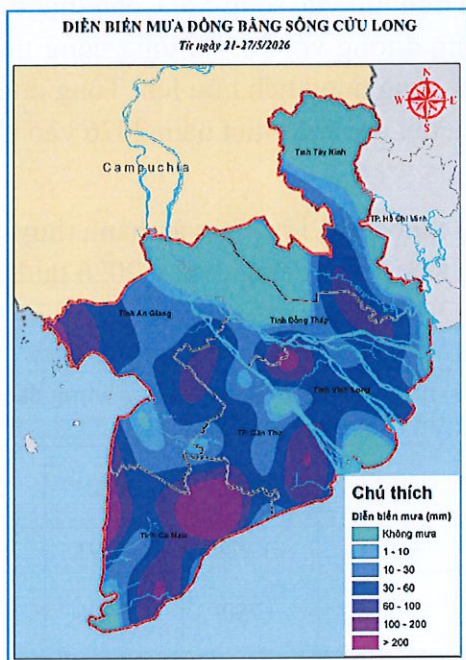 DIỄN BIẾN MƯA ĐỒNG BẰNG SÔNG CỬU LONG
Từ ngày 21-27/5/2026
N
W E
S
Campuchia
Tỉnh Tây Ninh
TP. Hồ Chí Minh
Tỉnh An Giang
Tỉnh Đồng Tháp
Tỉnh Vĩnh Long
TP. Cần Thơ
Tỉnh Cà Mau
Chú thích
Diễn biến mưa (mm)
Không mưa
1 - 10
10 - 30
30 - 60
60 - 100
100 - 200
> 200